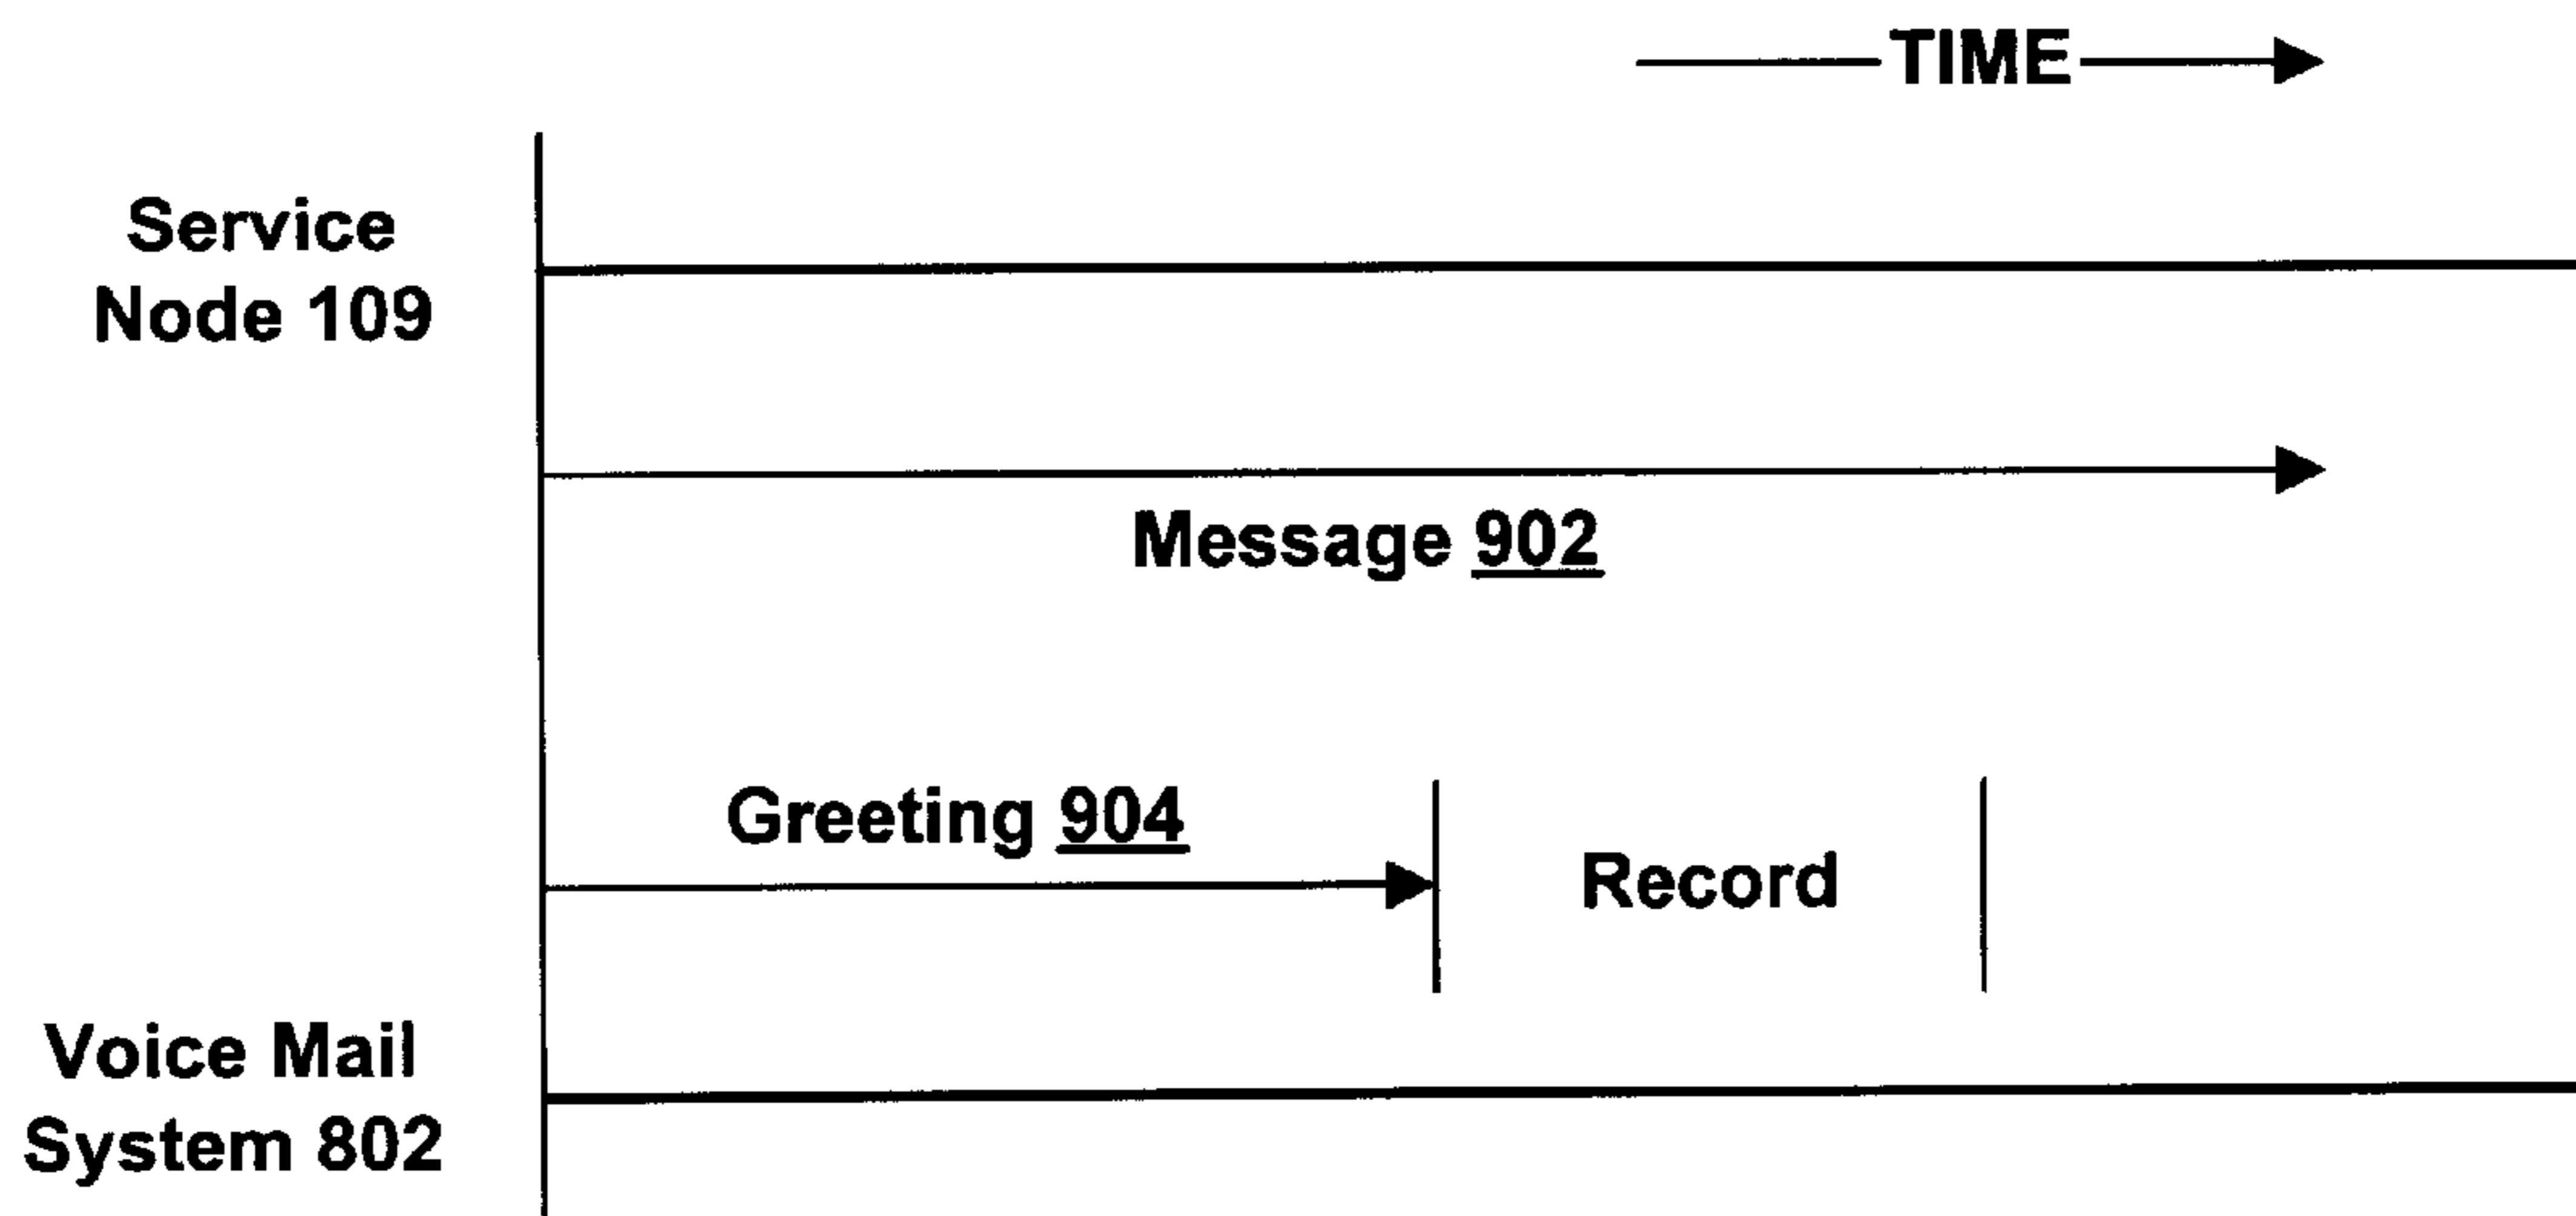 TIME
Service
Node 109
Message 902
Greeting 904
Record
Voice Mail
System 802